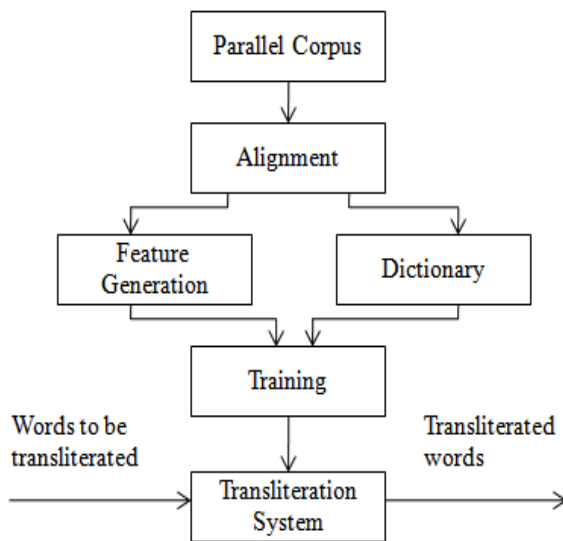 Parallel Corpus
Alignment
Feature
Generation
Dictionary
Training
Words to be
transliterated
Transliterated
words
Transliteration
System